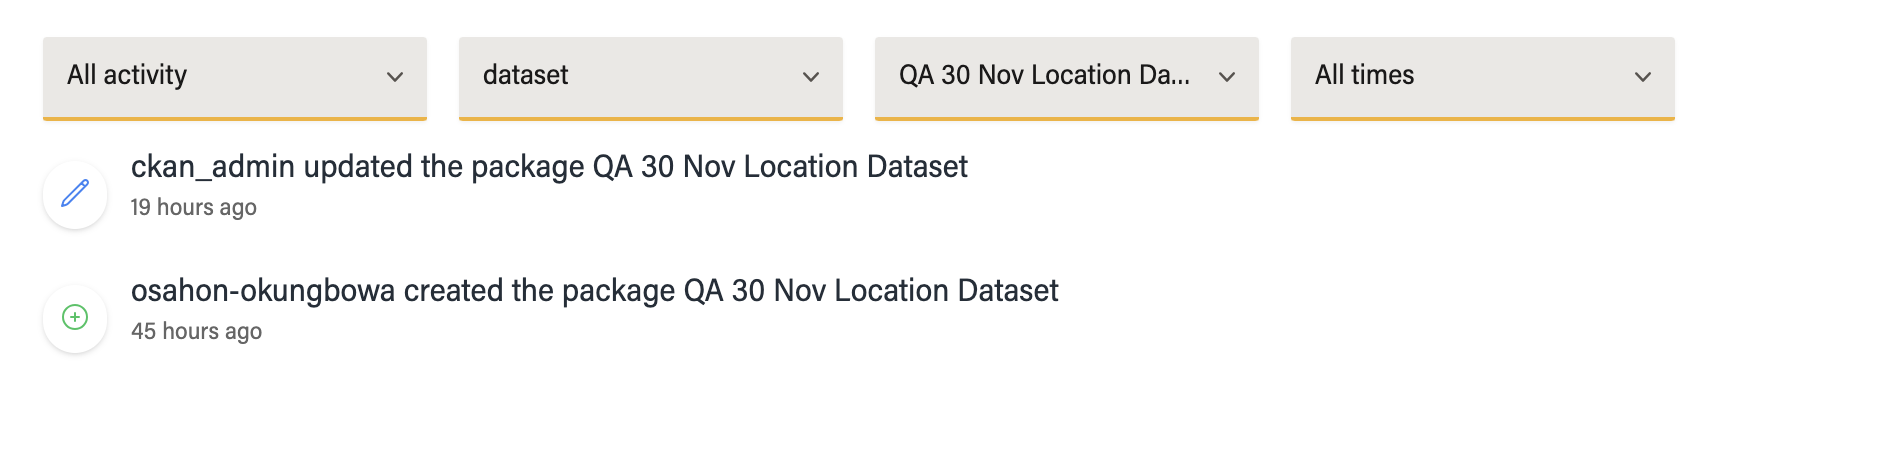 All activity
dataset
QA 30 Nov Location Da...
All times
ckan_admin updated the package QA 30 Nov Location Dataset
19 hours ago
osahon-okungbowa created the package QA 30 Nov Location Dataset
45 hours ago